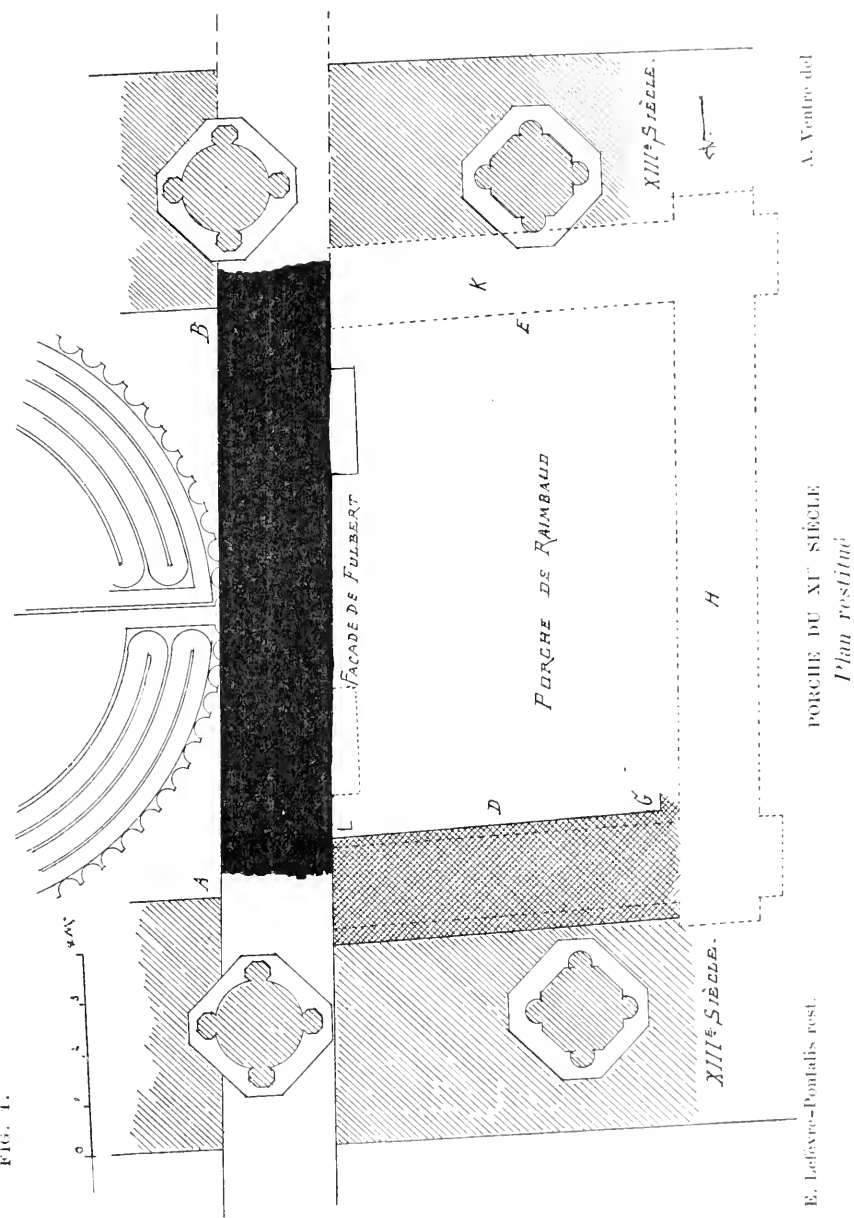 FIG. 1.
0 1 2 3 4 M
A
B
FAÇADE DE FULBERT
L
D
E
K
G
H
PORCHE DE RAIMBAUD
XIIIe SIÈCLE.
XIIIe SIÈCLE.
E. Lefèvre-Pontalis rest.
A. Ventre del
PORCHE DU XIe SIÈCLE
Plan restitué